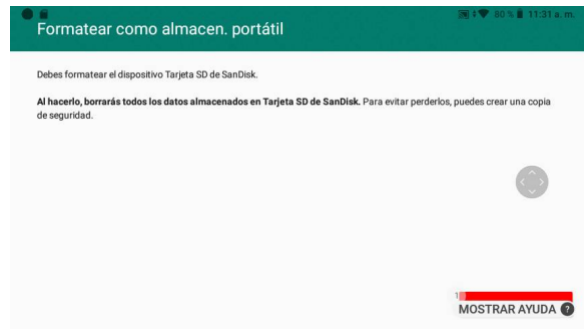 80 % 11:31 a. m.
Formatear como almacen. portátil
Debes formatear el dispositivo Tarjeta SD de SanDisk.
Al hacerlo, borrarás todos los datos almacenados en Tarjeta SD de SanDisk. Para evitar perderlos, puedes crear una copia
de seguridad.
MOSTRAR AYUDA ?